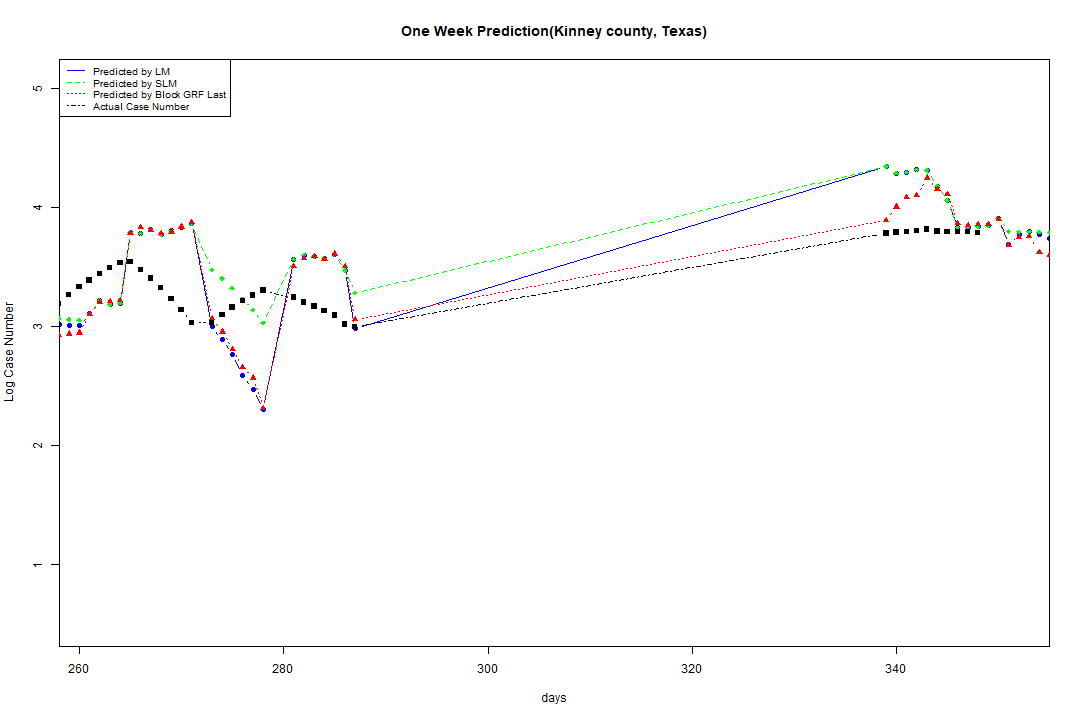 One Week Prediction(Kinney county, Texas)
Predicted by LM
Predicted by SLM
Predicted by Block GRF Last
Actual Case Number
5
4
3
2
1
Log Case Number
260 280 300 320 340
days